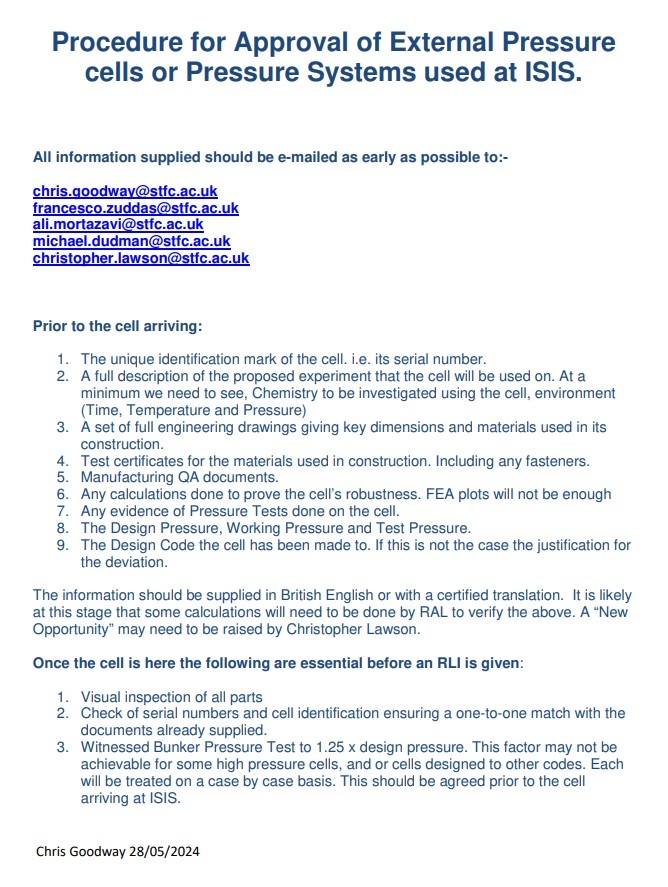 Procedure for Approval of External Pressure
cells or Pressure Systems used at ISIS.
All information supplied should be e-mailed as early as possible to:-
chris.goodway@stfc.ac.uk
francesco.zuddas@stfc.ac.uk
ali.mortazavi@stfc.ac.uk
michael.dudman@stfc.ac.uk
christopher.lawson@stfc.ac.uk
Prior to the cell arriving:
1. The unique identification mark of the cell. i.e. its serial number.
2. A full description of the proposed experiment that the cell will be used on. At a
minimum we need to see, Chemistry to be investigated using the cell, environment
(Time, Temperature and Pressure)
3. A set of full engineering drawings giving key dimensions and materials used in its
construction.
4. Test certificates for the materials used in construction. Including any fasteners.
5. Manufacturing QA documents.
6. Any calculations done to prove the cell's robustness. FEA plots will not be enough
7. Any evidence of Pressure Tests done on the cell.
8. The Design Pressure, Working Pressure and Test Pressure.
9. The Design Code the cell has been made to. If this is not the case the justification for
the deviation.
The information should be supplied in British English or with a certified translation.  It is likely
at this stage that some calculations will need to be done by RAL to verify the above. A “New
Opportunity” may need to be raised by Christopher Lawson.
Once the cell is here the following are essential before an RLI is given:
1. Visual inspection of all parts
2. Check of serial numbers and cell identification ensuring a one-to-one match with the
documents already supplied.
3. Witnessed Bunker Pressure Test to 1.25 x design pressure. This factor may not be
achievable for some high pressure cells, and or cells designed to other codes. Each
will be treated on a case by case basis. This should be agreed prior to the cell
arriving at ISIS.
Chris Goodway 28/05/2024